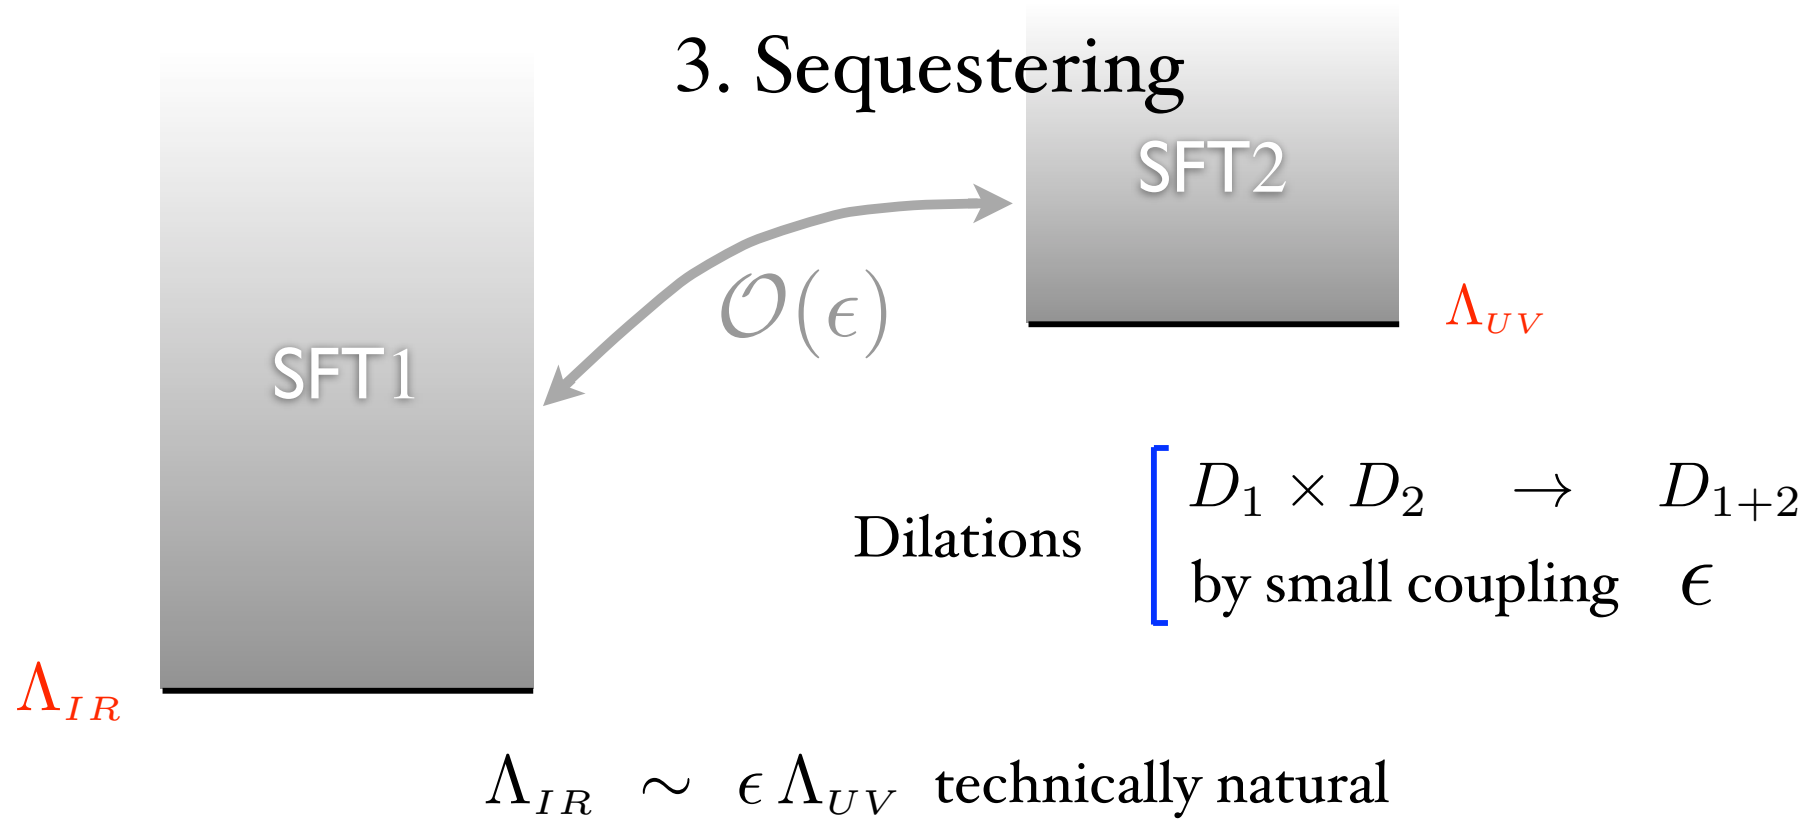 3. Sequestering
SFT2
SFT1
𝒪(ϵ)
Λ_UV
Dilations
D₁ × D₂ → D₁₊₂
by small coupling ϵ
Λ_IR
Λ_IR ~ ϵ Λ_UV technically natural